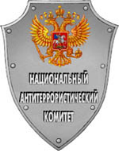 НАЦИОНАЛЬНЫЙ
АНТИТЕРРОРИСТИЧЕСКИЙ
КОМИТЕТ